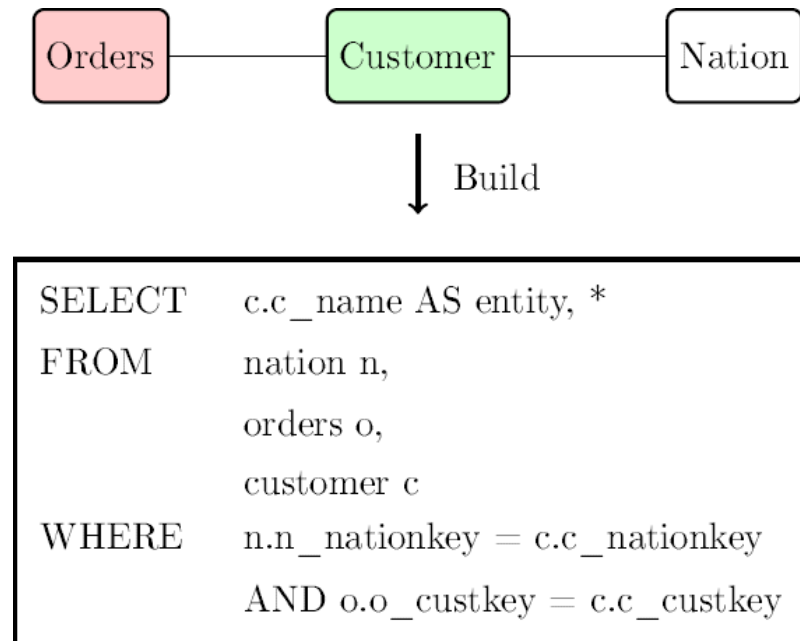 Orders Customer Nation
Build
SELECT c.c_name AS entity, *
FROM nation n,
orders o,
customer c
WHERE n.n_nationkey = c.c_nationkey
AND o.o_custkey = c.c_custkey